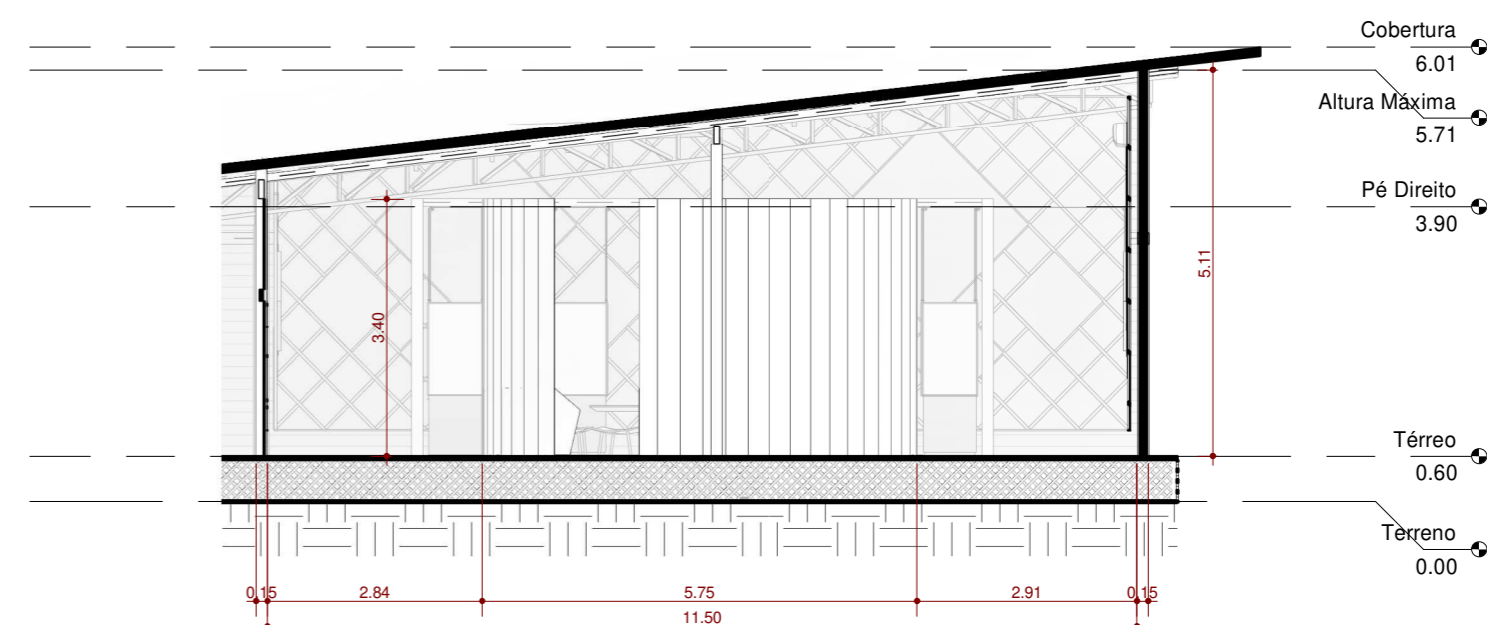 Cobertura
6.01
Altura Máxima
5.71
Pé Direito
3.90
5.11
3.40
Térreo
0.60
Terreno
0.00
0.15 2.84 5.75 2.91 0.15
11.50